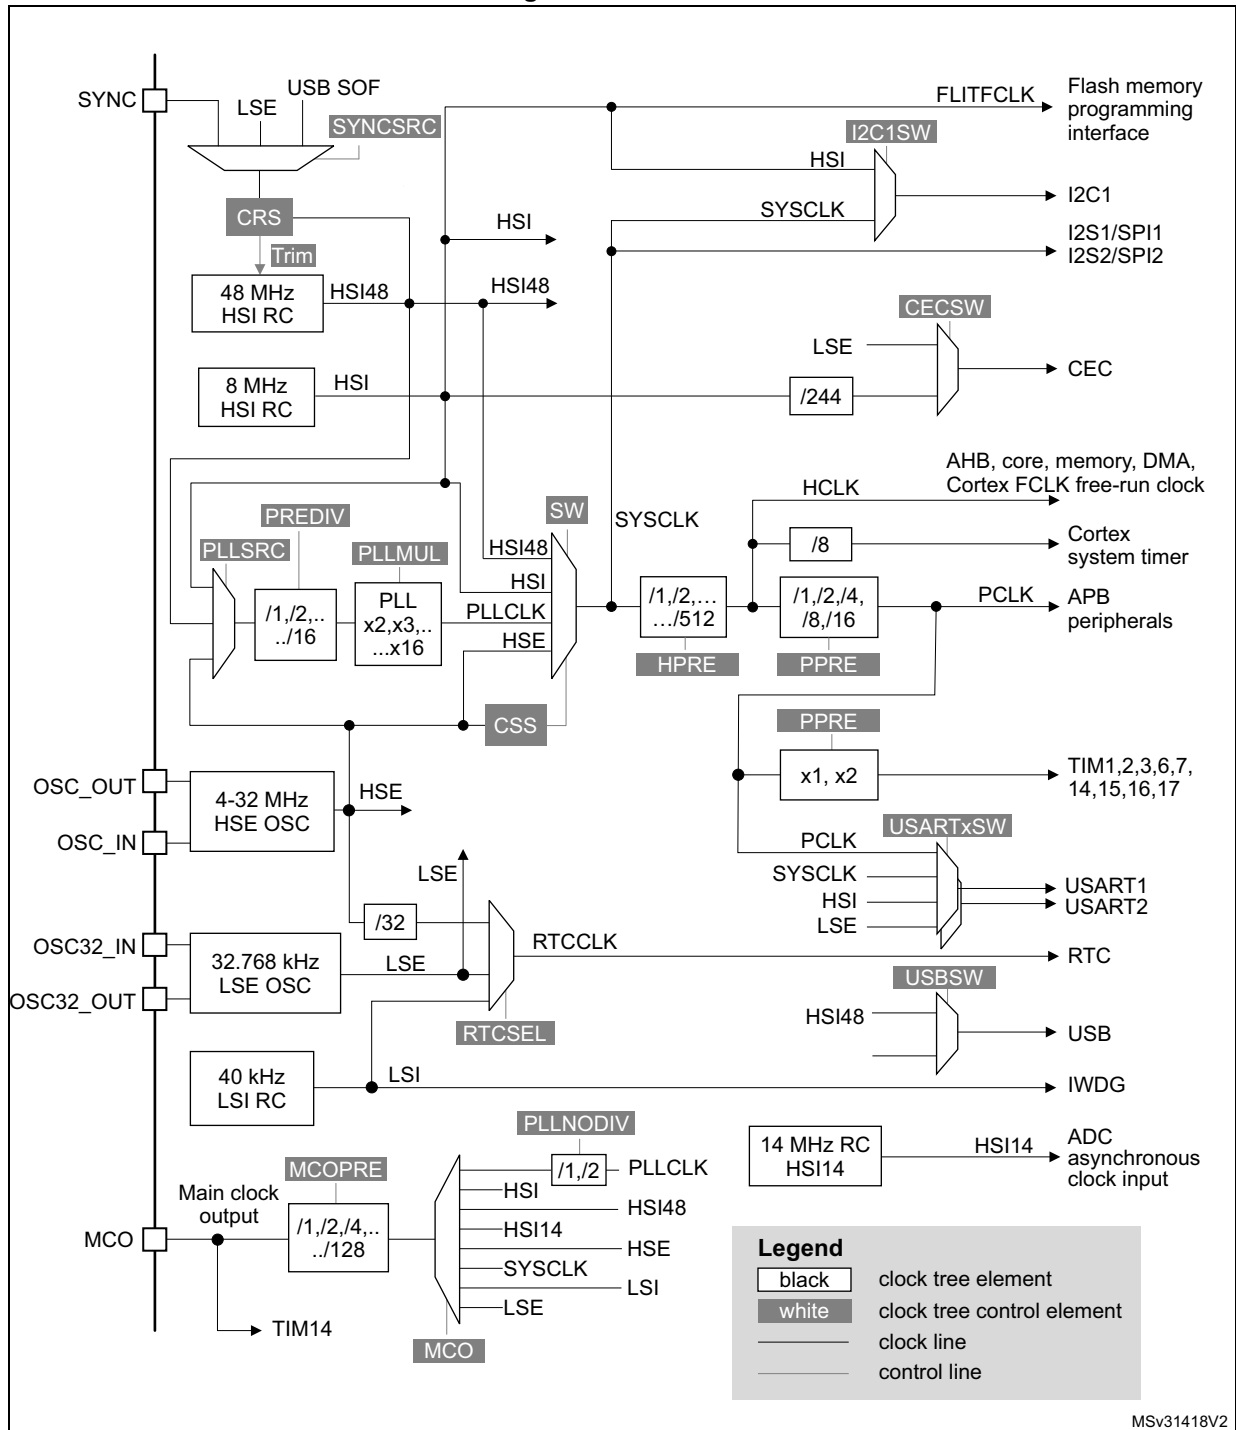 SYNC
LSE
USB SOF
SYNCSRC
CRS
Trim
48 MHz
HSI RC
HSI48
HSI48
HSI
8 MHz
HSI RC
HSI
FLITFCLK
Flash memory
programming
interface
I2C1SW
HSI
SYSCLK
I2C1
I2S1/SPI1
I2S2/SPI2
CECSW
LSE
/244
CEC
AHB, core, memory, DMA,
Cortex FCLK free-run clock
HCLK
/8
Cortex
system timer
PLLSRC
PREDIV
/1,/2,..
../16
PLLMUL
PLL
x2,x3,..
...x16
SW
HSI48
HSI
PLLCLK
HSE
CSS
SYSCLK
/1,/2,…
…/512
HPRE
/1,/2,/4,
/8,/16
PPRE
PCLK
APB
peripherals
PPRE
x1, x2
TIM1,2,3,6,7,
14,15,16,17
OSC_OUT
OSC_IN
4-32 MHz
HSE OSC
HSE
USARTxSW
PCLK
SYSCLK
HSI
LSE
USART1
USART2
LSE
/32
OSC32_IN
OSC32_OUT
32.768 kHz
LSE OSC
LSE
RTCCLK
RTC
RTCSEL
USBSW
HSI48
USB
40 kHz
LSI RC
LSI
IWDG
14 MHz RC
HSI14
HSI14
ADC
asynchronous
clock input
PLLNODIV
/1,/2
PLLCLK
HSI
HSI48
HSI14
HSE
SYSCLK
LSI
LSE
MCO
MCOPRE
/1,/2,/4,..
../128
Main clock
output
MCO
TIM14
Legend
black
clock tree element
white
clock tree control element
clock line
control line
MSv31418V2